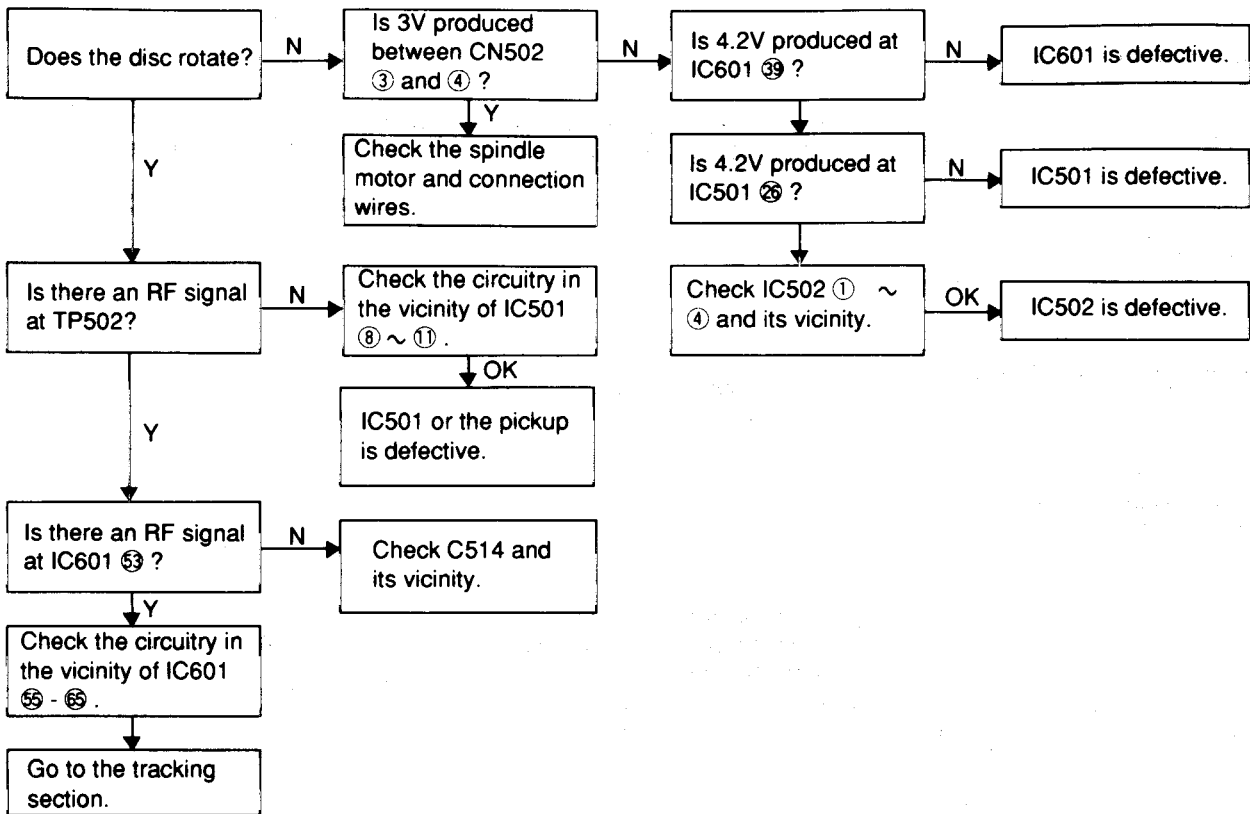 Does the disc rotate?
N
Is 3V produced
between CN502
③ and ④ ?
N
Is 4.2V produced at
IC601 ㊴ ?
N
IC601 is defective.
Y
Check the spindle
motor and connection
wires.
Is 4.2V produced at
IC501 ㉖ ?
N
IC501 is defective.
Y
Is there an RF signal
at TP502?
N
Check the circuitry in
the vicinity of IC501
⑧ ~ ⑪ .
Check IC502 ① ~
④ and its vicinity.
OK
IC502 is defective.
OK
IC501 or the pickup
is defective.
Y
Is there an RF signal
at IC601 53 ?
N
Check C514 and
its vicinity.
Y
Check the circuitry in
the vicinity of IC601
55 - 65 .
Go to the tracking
section.